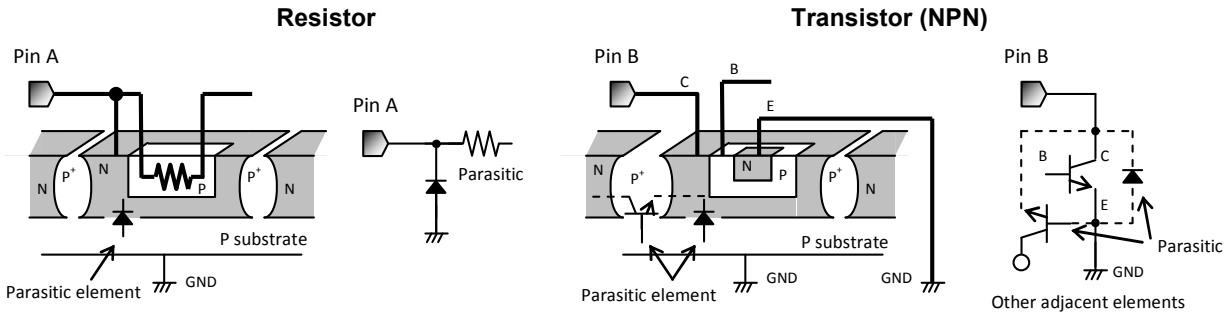 Resistor
Transistor (NPN)
Pin A
Pin A
N
P+
N
P
P+
N
Parasitic
P substrate
GND
Parasitic element
Pin B
C
B
E
N
P+
N
P
P+
N
P substrate
GND
GND
Parasitic element
Pin B
B
C
E
Parasitic
GND
Other adjacent elements